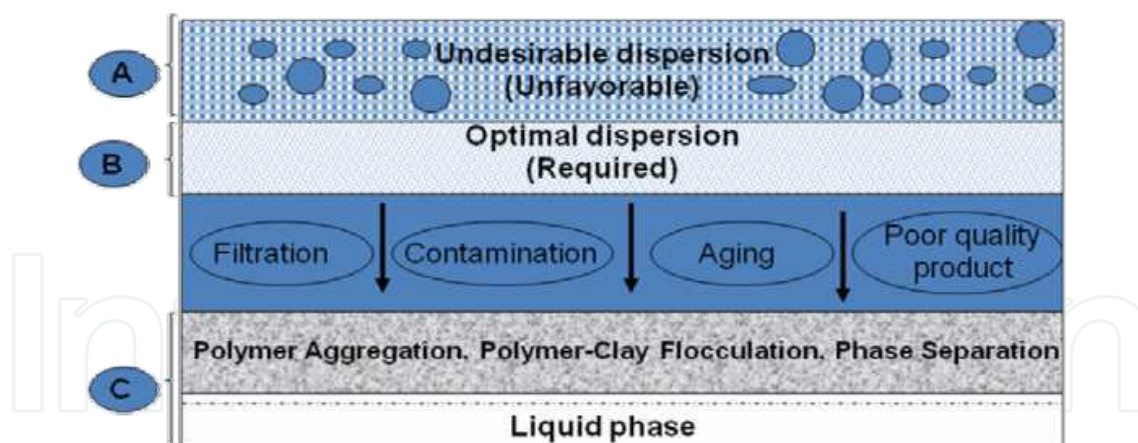 A
Undesirable dispersion
(Unfavorable)
B
Optimal dispersion
(Required)
Filtration
Contamination
Aging
Poor quality
product
C
Polymer Aggregation. Polymer-Clay Flocculation. Phase Separation
Liquid phase